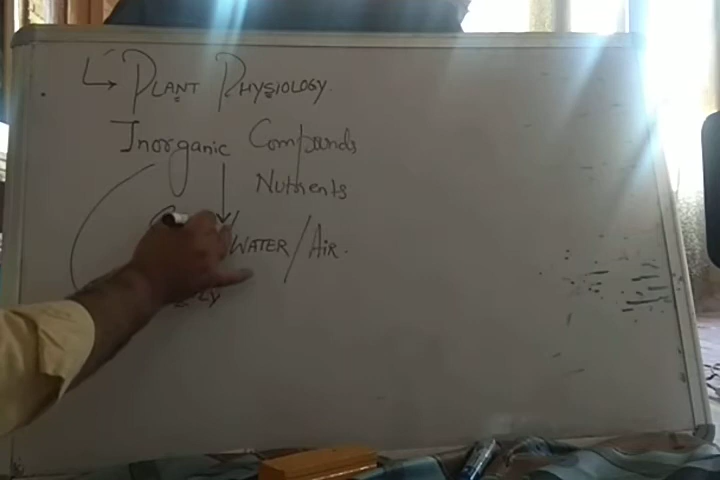 PLANT PHYSIOLOGY.
Inorganic Compounds
Nutrients
WATER/AIR.